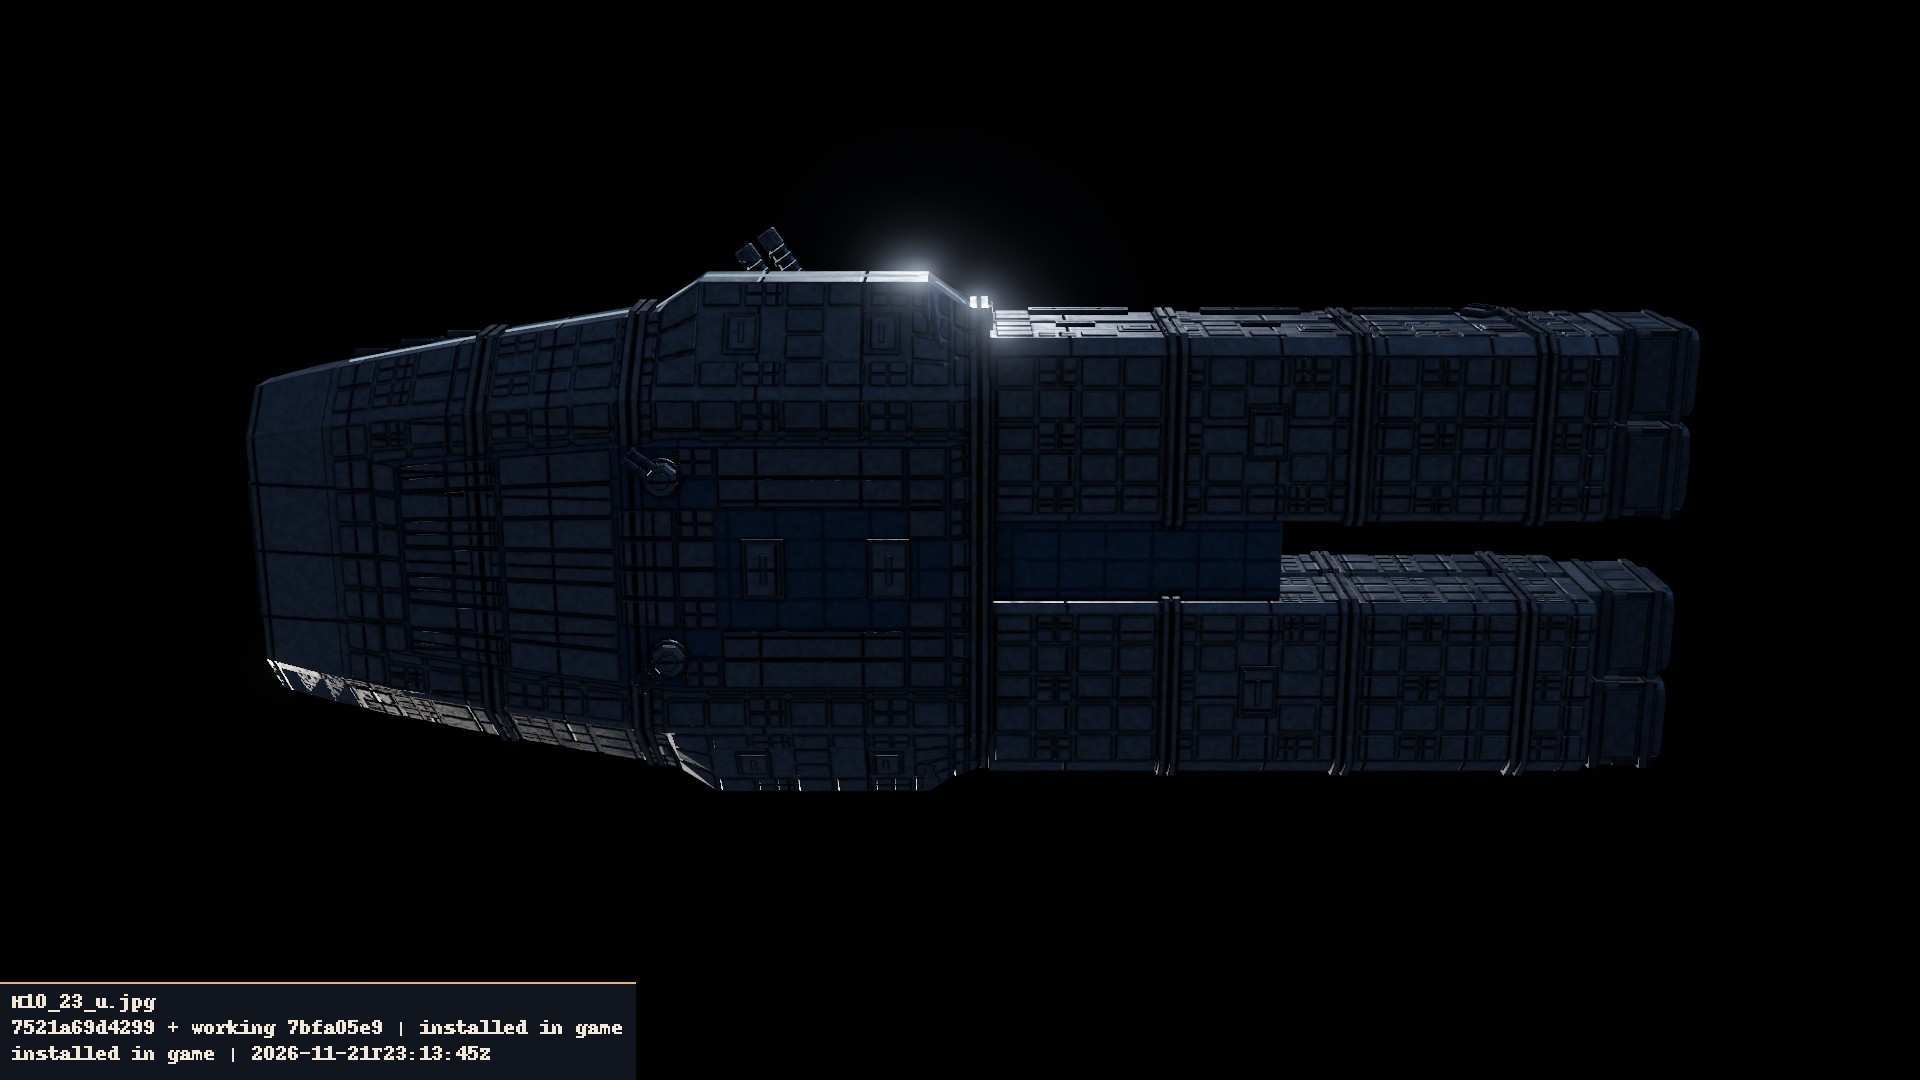 H10_23_u.jpg
7521a69d4299 + working 7bfa05e9 | installed in game
installed in game | 2026-11-21T23:13:45Z